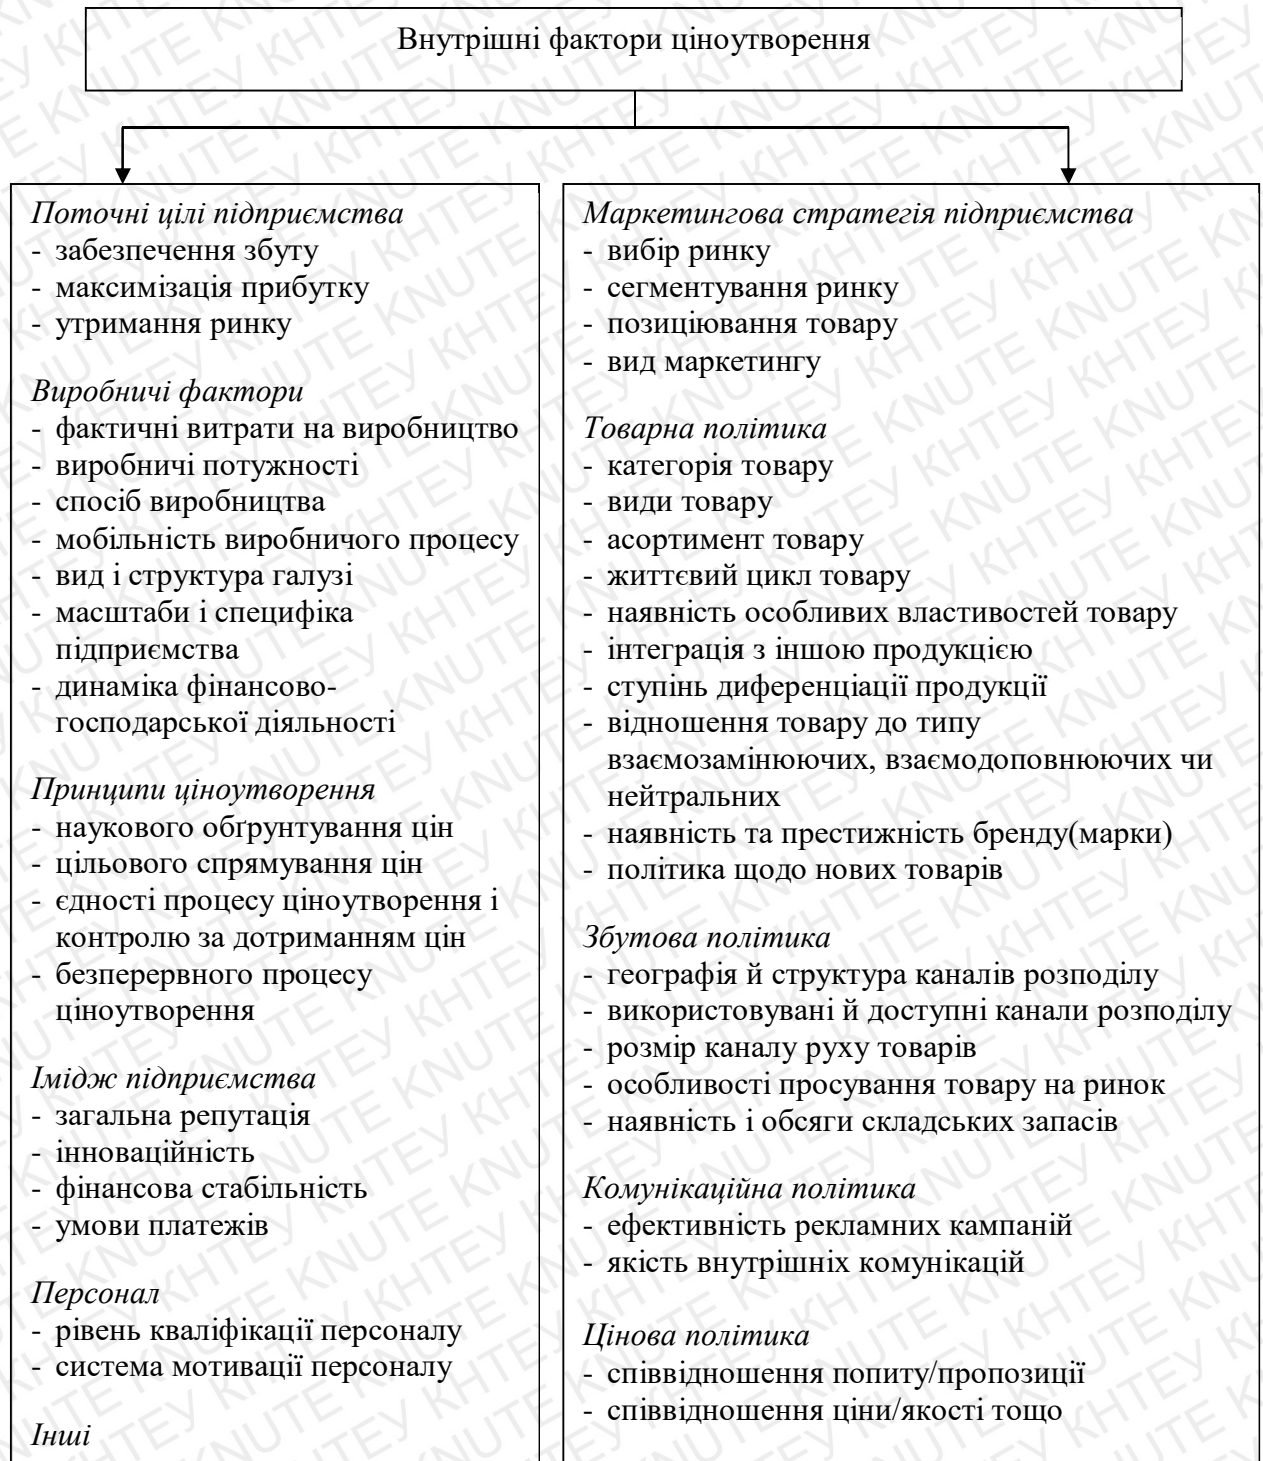 Внутрішні фактори ціноутворення
Поточні цілі підприємства
- забезпечення збуту
- максимізація прибутку
- утримання ринку
Виробничі фактори
- фактичні витрати на виробництво
- виробничі потужності
- спосіб виробництва
- мобільність виробничого процесу
- вид і структура галузі
- масштаби і специфіка
підприємства
- динаміка фінансово-
господарської діяльності
Принципи ціноутворення
- наукового обґрунтування цін
- цільового спрямування цін
- єдності процесу ціноутворення і
контролю за дотриманням цін
- безперервного процесу
ціноутворення
Імідж підприємства
- загальна репутація
- інноваційність
- фінансова стабільність
- умови платежів
Персонал
- рівень кваліфікації персоналу
- система мотивації персоналу
Інші
Маркетингова стратегія підприємства
- вибір ринку
- сегментування ринку
- позиціювання товару
- вид маркетингу
Товарна політика
- категорія товару
- види товару
- асортимент товару
- життєвий цикл товару
- наявність особливих властивостей товару
- інтеграція з іншою продукцією
- ступінь диференціації продукції
- відношення товару до типу
взаємозамінюючих, взаємодоповнюючих чи
нейтральних
- наявність та престижність бренду(марки)
- політика щодо нових товарів
Збутова політика
- географія й структура каналів розподілу
- використовувані й доступні канали розподілу
- розмір каналу руху товарів
- особливості просування товару на ринок
- наявність і обсяги складських запасів
Комунікаційна політика
- ефективність рекламних кампаній
- якість внутрішніх комунікацій
Цінова політика
- співвідношення попиту/пропозиції
- співвідношення ціни/якості тощо